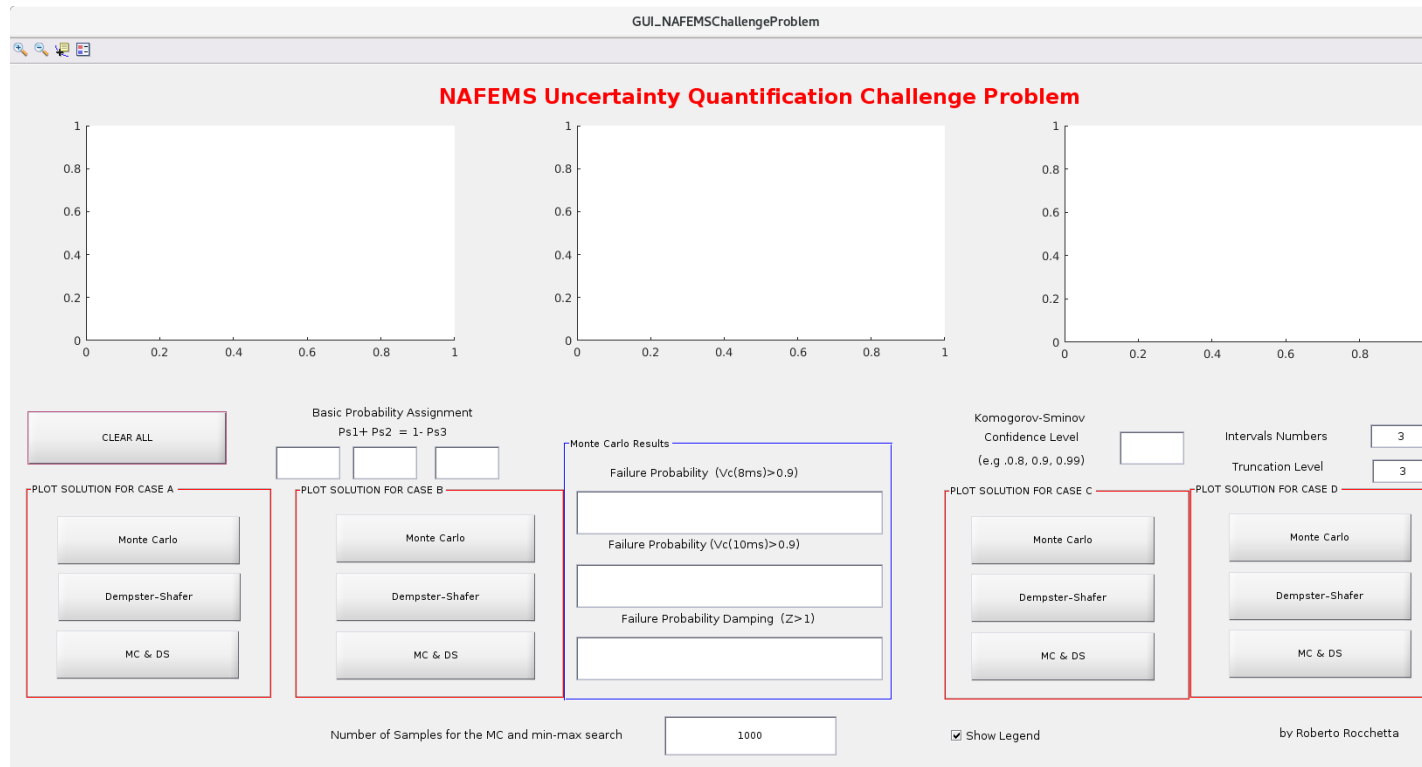 GUI_NAFEMSChallengeProblem
NAFEMS Uncertainty Quantification Challenge Problem
1
0.8
0.6
0.4
0.2
0
0 0.2 0.4 0.6 0.8 1
1
0.8
0.6
0.4
0.2
0
0 0.2 0.4 0.6 0.8 1
1
0.8
0.6
0.4
0.2
0
0 0.2 0.4 0.6 0.8
CLEAR ALL
Basic Probability Assignment
Ps1+ Ps2 = 1- Ps3
Komogorov-Sminov
Confidence Level
(e.g .0.8, 0.9, 0.99)
Intervals Numbers 3
Truncation Level 3
PLOT SOLUTION FOR CASE A
Monte Carlo
Dempster-Shafer
MC & DS
PLOT SOLUTION FOR CASE B
Monte Carlo
Dempster-Shafer
MC & DS
Monte Carlo Results
Failure Probability (Vc(8ms)>0.9)
Failure Probability (Vc(10ms)>0.9)
Failure Probability Damping (Z>1)
PLOT SOLUTION FOR CASE C
Monte Carlo
Dempster-Shafer
MC & DS
PLOT SOLUTION FOR CASE D
Monte Carlo
Dempster-Shafer
MC & DS
Number of Samples for the MC and min-max search 1000
Show Legend
by Roberto Rocchetta